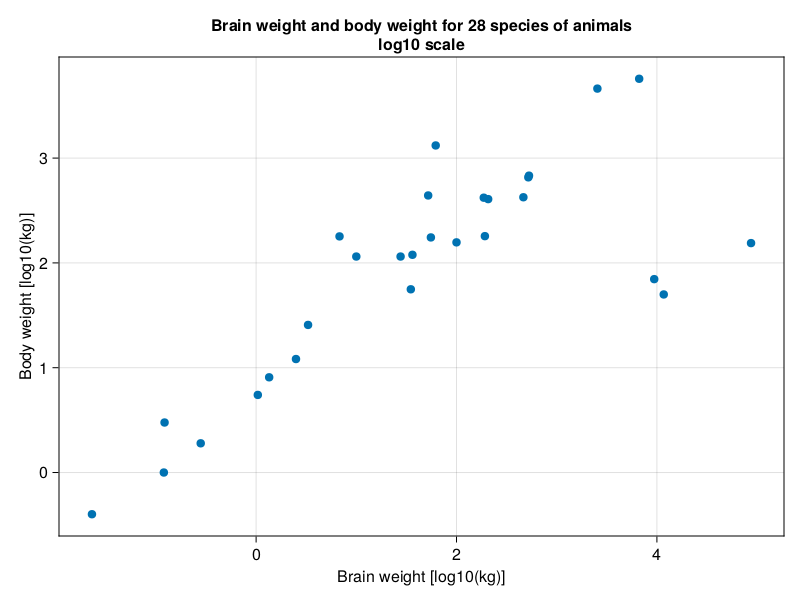 Brain weight and body weight for 28 species of animals
log10 scale
Body weight [log10(kg)]
3
2
1
0
0
2
4
Brain weight [log10(kg)]